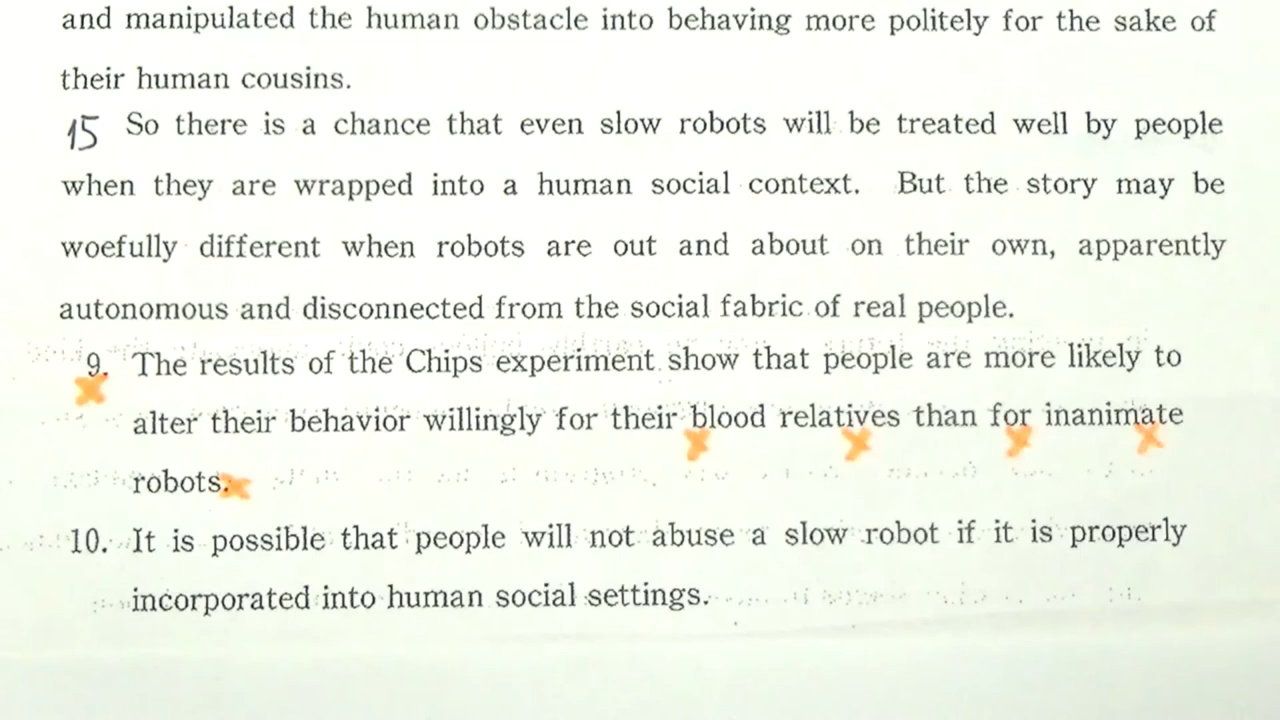 and manipulated the human obstacle into behaving more politely for the sake of
their human cousins.
15 So there is a chance that even slow robots will be treated well by people
when they are wrapped into a human social context. But the story may be
woefully different when robots are out and about on their own, apparently
autonomous and disconnected from the social fabric of real people.
9. The results of the Chips experiment show that people are more likely to
alter their behavior willingly for their blood relatives than for inanimate
robots.
10. It is possible that people will not abuse a slow robot if it is properly
incorporated into human social settings.